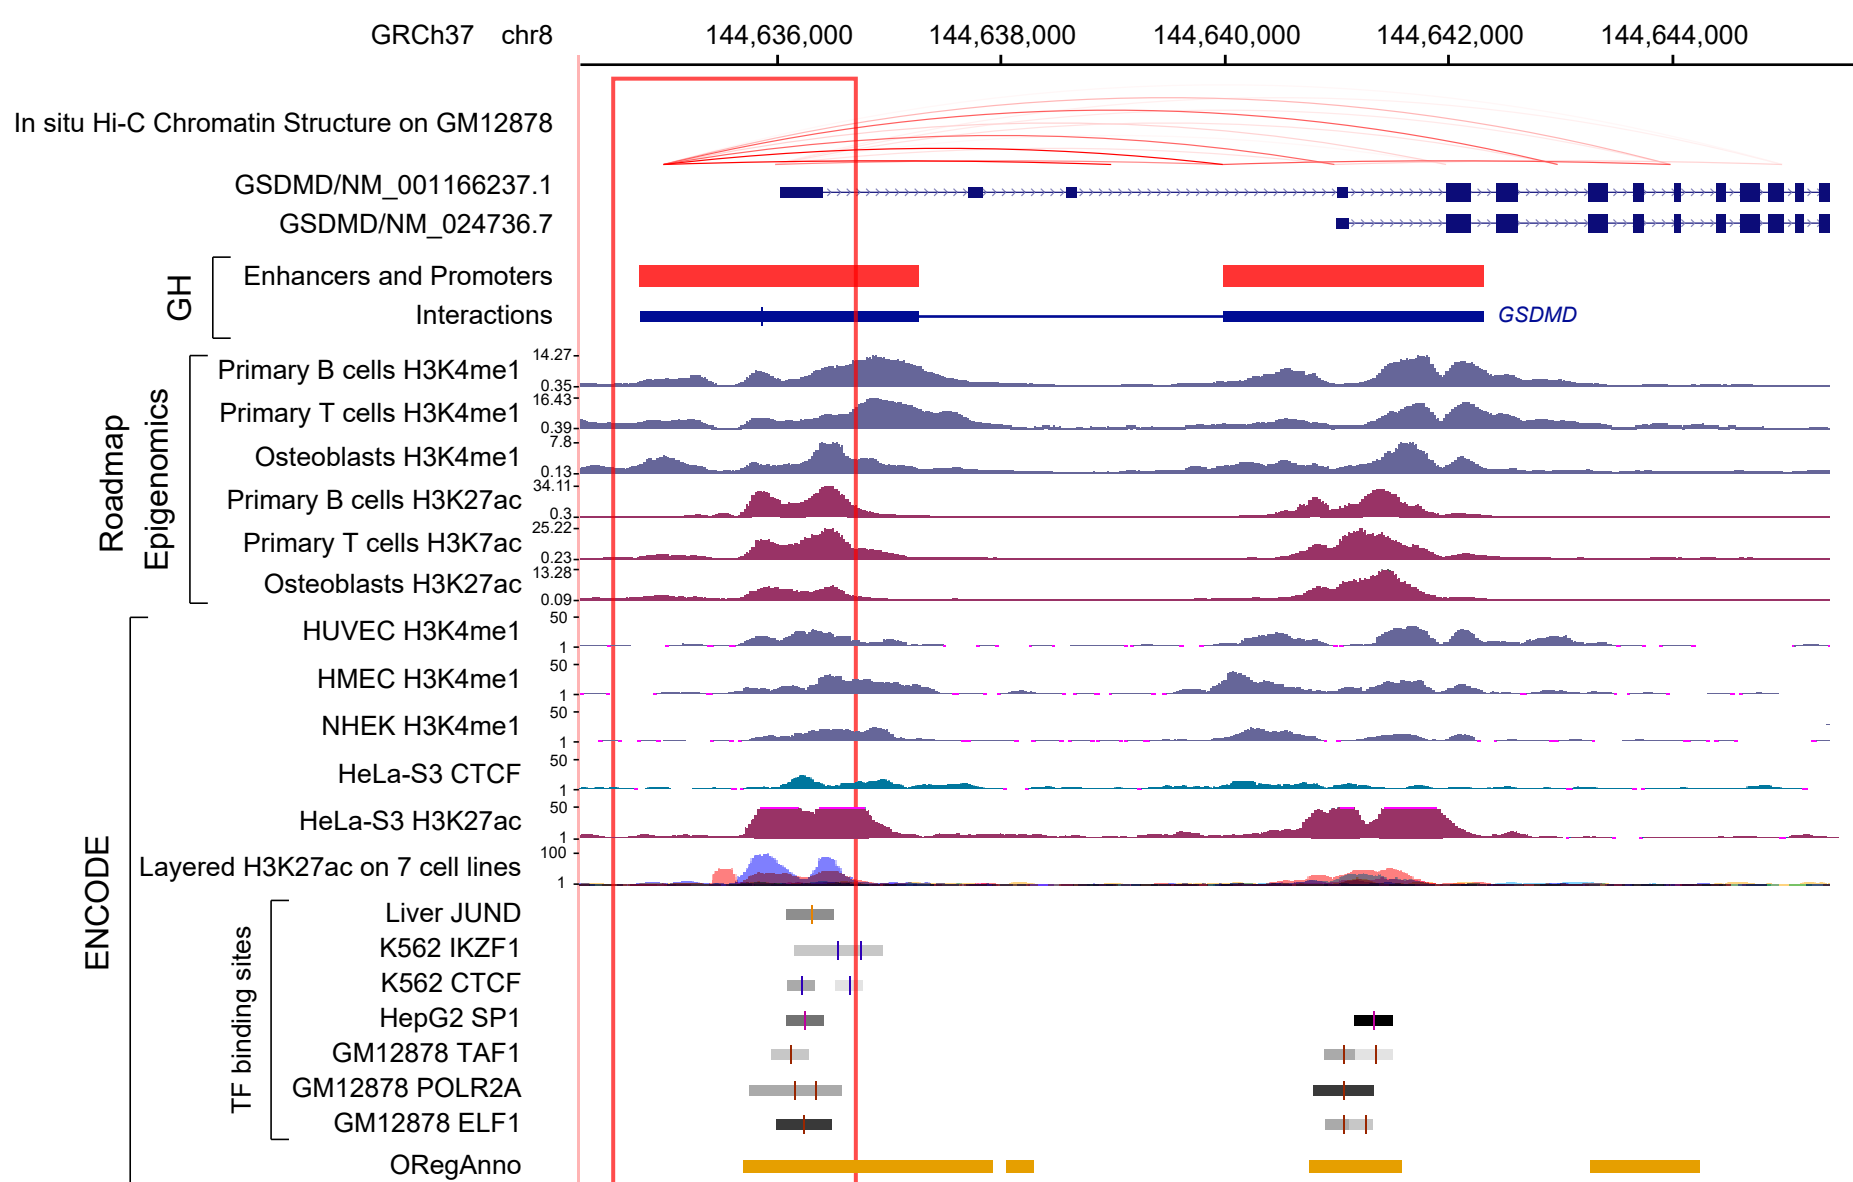 GRCh37 chr8 144,636,000 144,638,000 144,640,000 144,642,000 144,644,000
In situ Hi-C Chromatin Structure on GM12878
GSDMD/NM_001166237.1
GSDMD/NM_024736.7
GH
Enhancers and Promoters
Interactions GSDMD
Roadmap
Epigenomics
Primary B cells H3K4me1 14.27 0.35
Primary T cells H3K4me1 16.43 0.39
Osteoblasts H3K4me1 7.8 0.13
Primary B cells H3K27ac 34.11 0.3
Primary T cells H3K7ac 25.22 0.23
Osteoblasts H3K27ac 13.28 0.09
ENCODE
HUVEC H3K4me1 50 1
HMEC H3K4me1 50 1
NHEK H3K4me1 50 1
HeLa-S3 CTCF 50 1
HeLa-S3 H3K27ac 50 1
Layered H3K27ac on 7 cell lines 100 1
TF binding sites
Liver JUND
K562 IKZF1
K562 CTCF
HepG2 SP1
GM12878 TAF1
GM12878 POLR2A
GM12878 ELF1
ORegAnno